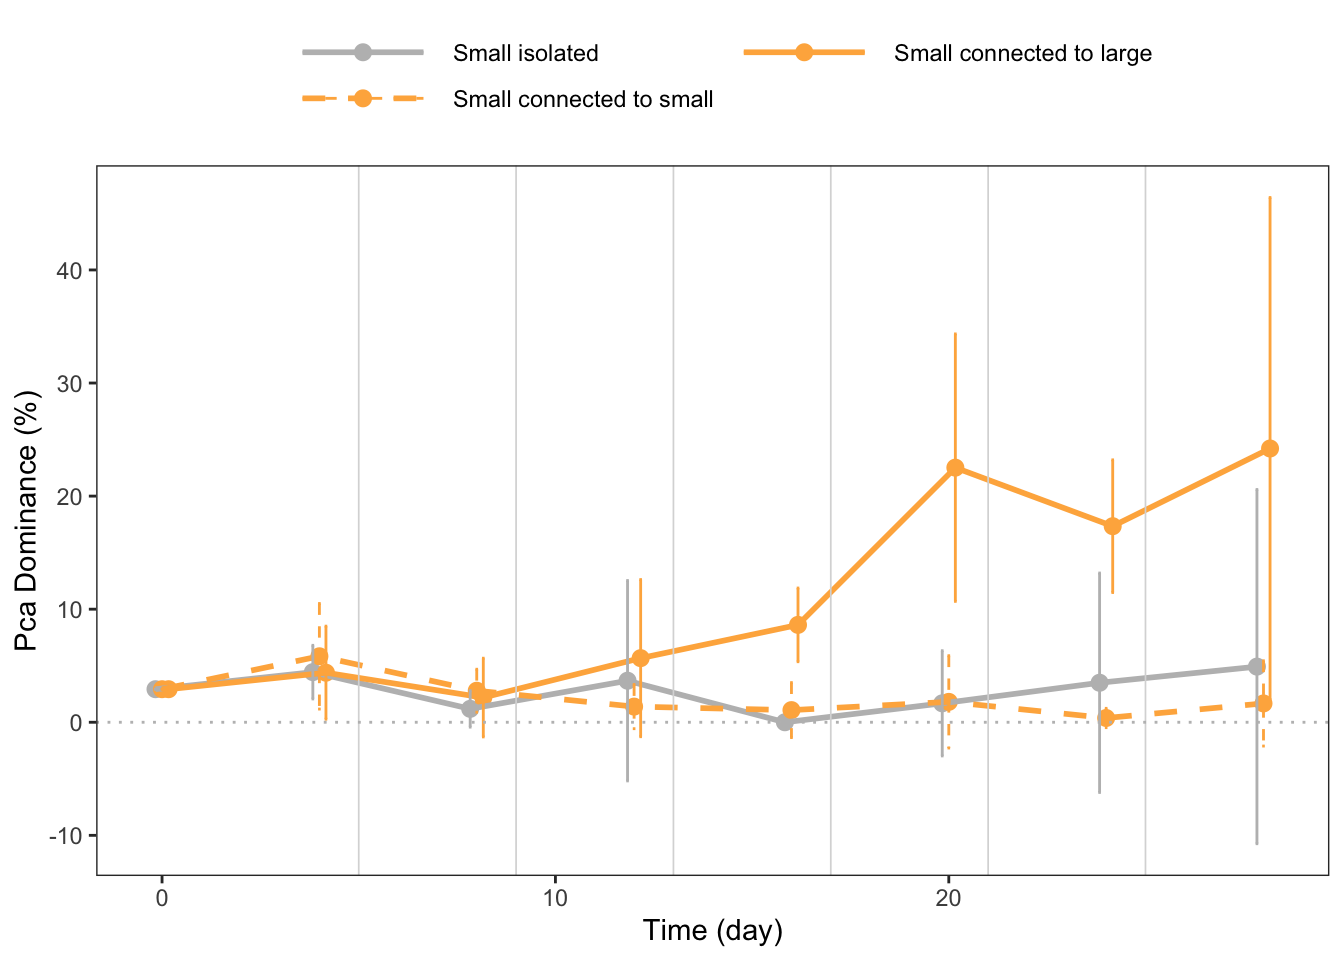 Small isolated
Small connected to large
Small connected to small
Pca Dominance (%)
40
30
20
10
0
-10
0
10
20
Time (day)